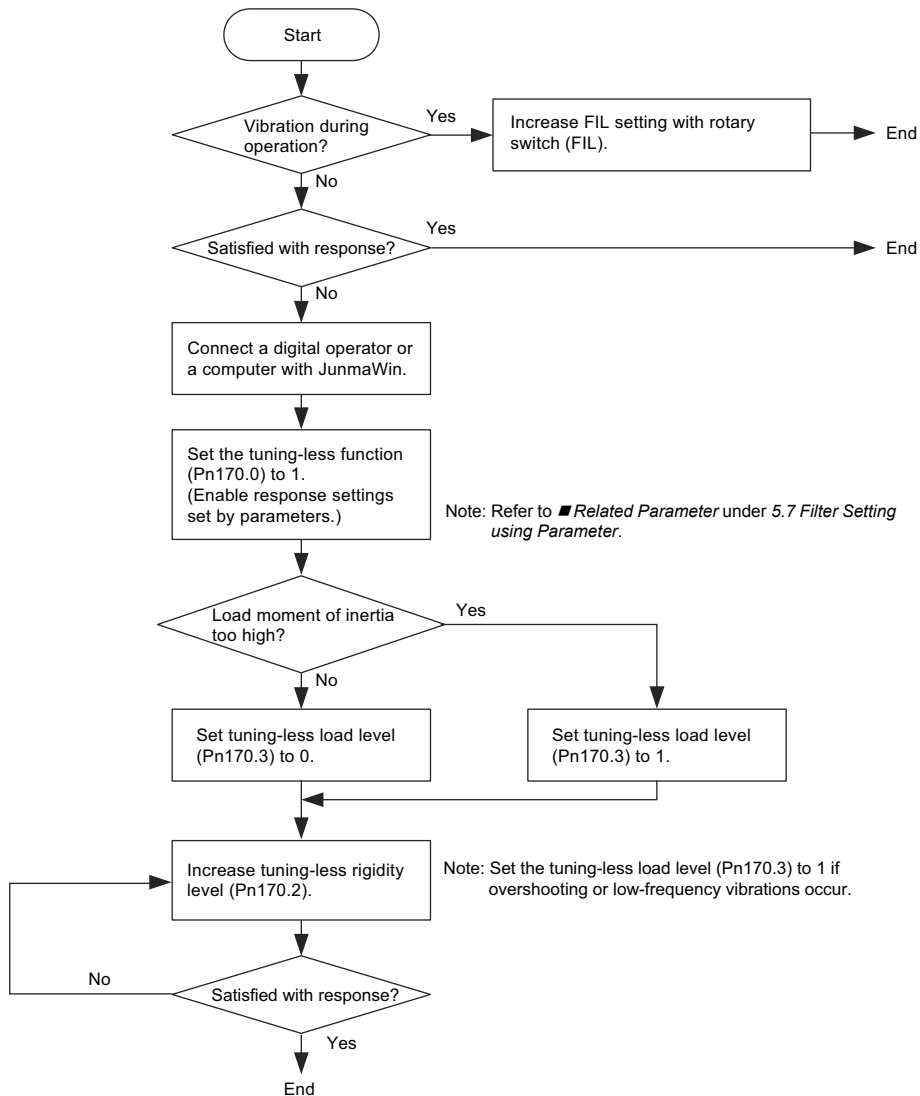 Start
Vibration during
operation?
Yes
Increase FIL setting with rotary
switch (FIL).
End
No
Satisfied with response?
Yes
End
No
Connect a digital operator or
a computer with JunmaWin.
Set the tuning-less function
(Pn170.0) to 1.
(Enable response settings
set by parameters.)
Note: Refer to ■ Related Parameter under 5.7 Filter Setting
using Parameter.
Load moment of inertia
too high?
Yes
No
Set tuning-less load level
(Pn170.3) to 0.
Set tuning-less load level
(Pn170.3) to 1.
Increase tuning-less rigidity
level (Pn170.2).
Note: Set the tuning-less load level (Pn170.3) to 1 if
overshooting or low-frequency vibrations occur.
No
Satisfied with response?
Yes
End